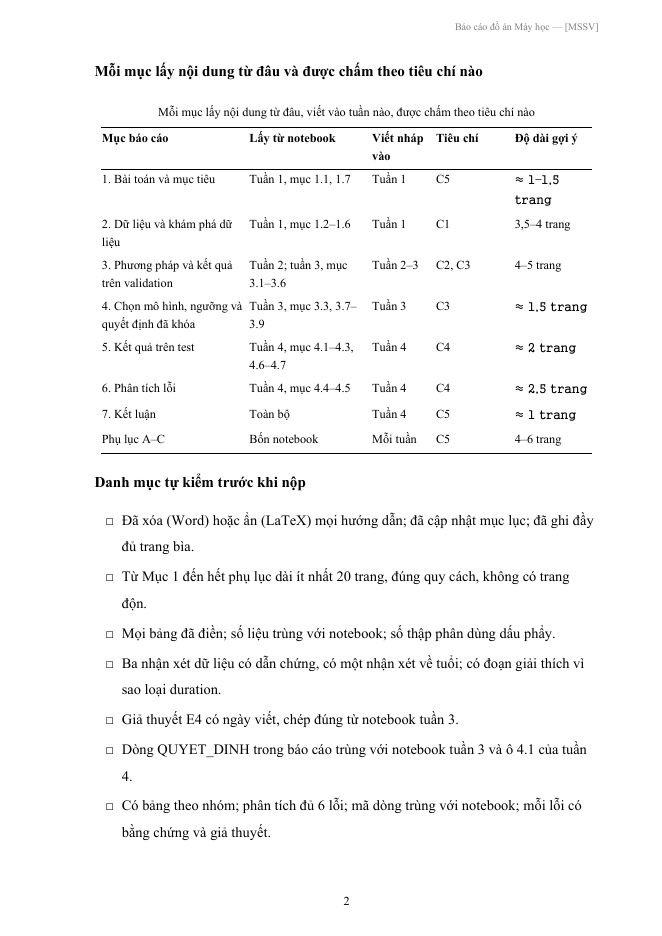 Báo cáo đồ án Máy học — [MSSV]
Mỗi mục lấy nội dung từ đâu và được chấm theo tiêu chí nào
Mỗi mục lấy nội dung từ đâu, viết vào tuần nào, được chấm theo tiêu chí nào
Mục báo cáo Lấy từ notebook Viết nháp vào Tiêu chí Độ dài gợi ý
1. Bài toán và mục tiêu Tuần 1, mục 1.1, 1.7 Tuần 1 C5 ≈ 1–1,5 trang
2. Dữ liệu và khám phá dữ liệu Tuần 1, mục 1.2–1.6 Tuần 1 C1 3,5–4 trang
3. Phương pháp và kết quả trên validation Tuần 2; tuần 3, mục 3.1–3.6 Tuần 2–3 C2, C3 4–5 trang
4. Chọn mô hình, ngưỡng và quyết định đã khóa Tuần 3, mục 3.3, 3.7–3.9 Tuần 3 C3 ≈ 1,5 trang
5. Kết quả trên test Tuần 4, mục 4.1–4.3, 4.6–4.7 Tuần 4 C4 ≈ 2 trang
6. Phân tích lỗi Tuần 4, mục 4.4–4.5 Tuần 4 C4 ≈ 2,5 trang
7. Kết luận Toàn bộ Tuần 4 C5 ≈ 1 trang
Phụ lục A–C Bốn notebook Mỗi tuần C5 4–6 trang
Danh mục tự kiểm trước khi nộp
□ Đã xóa (Word) hoặc ẩn (LaTeX) mọi hướng dẫn; đã cập nhật mục lục; đã ghi đầy
đủ trang bìa.
□ Từ Mục 1 đến hết phụ lục dài ít nhất 20 trang, đúng quy cách, không có trang
độn.
□ Mọi bảng đã điền; số liệu trùng với notebook; số thập phân dùng dấu phẩy.
□ Ba nhận xét dữ liệu có dẫn chứng, có một nhận xét về tuổi; có đoạn giải thích vì
sao loại duration.
□ Giả thuyết E4 có ngày viết, chép đúng từ notebook tuần 3.
□ Dòng QUYET_DINH trong báo cáo trùng với notebook tuần 3 và ô 4.1 của tuần
4.
□ Có bảng theo nhóm; phân tích đủ 6 lỗi; mã dòng trùng với notebook; mỗi lỗi có
bằng chứng và giả thuyết.
2